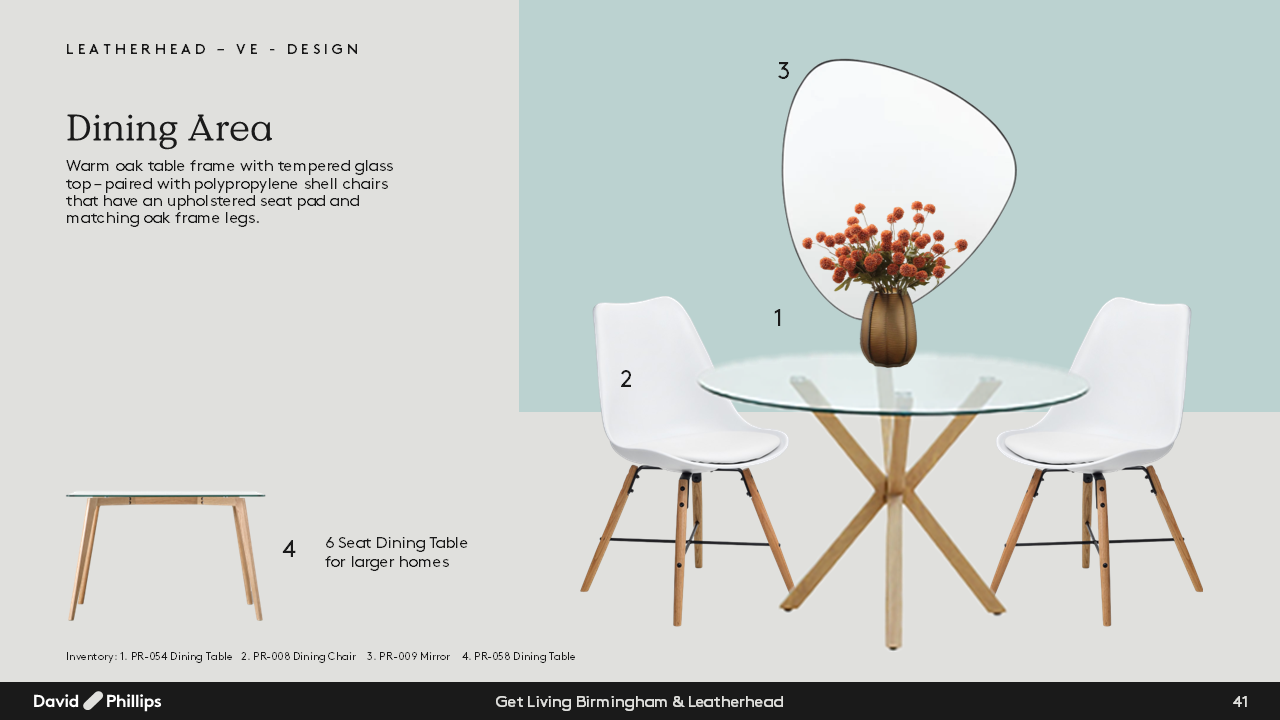 LEATHERHEAD – VE - DESIGN
Dining Area
Warm oak table frame with tempered glass
top – paired with polypropylene shell chairs
that have an upholstered seat pad and
matching oak frame legs.
3
1
2
4
6 Seat Dining Table
for larger homes
Inventory: 1. PR-054 Dining Table 2. PR-008 Dining Chair 3. PR-009 Mirror 4. PR-058 Dining Table
David Phillips
Get Living Birmingham & Leatherhead
41